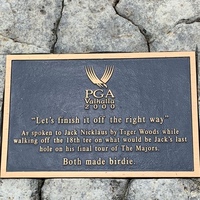 PGA
Valhalla
2000
"Let's finish it off the right way"
As spoken to Jack Nicklaus by Tiger Woods while
walking off the 18th tee on what would be Jack's last
hole on his final tour of The Majors.
Both made birdie.